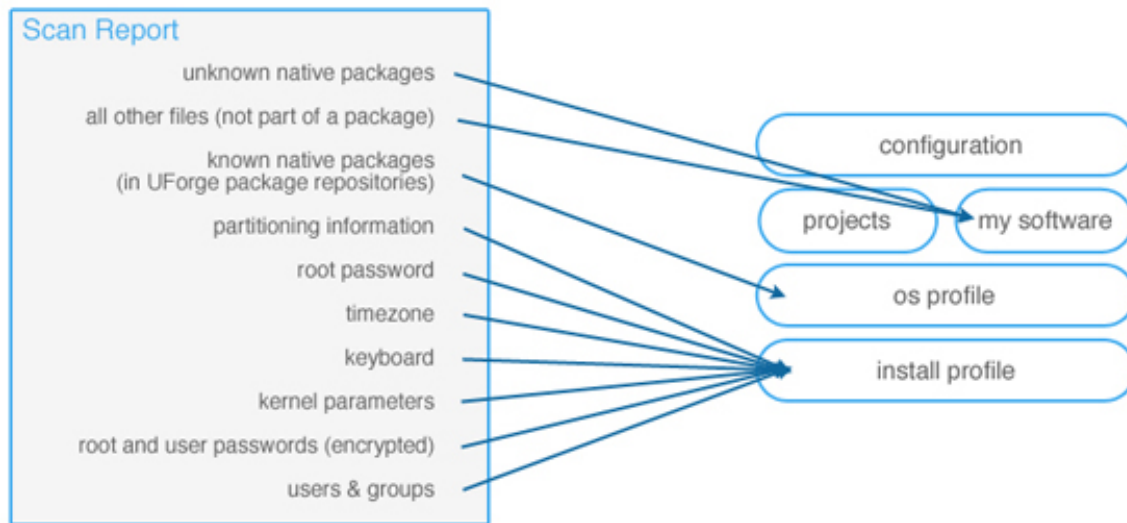 Scan Report
unknown native packages
all other files (not part of a package)
known native packages
(in UForge package repositories)
partitioning information
root password
timezone
keyboard
kernel parameters
root and user passwords (encrypted)
users & groups
configuration
projects
my software
os profile
install profile